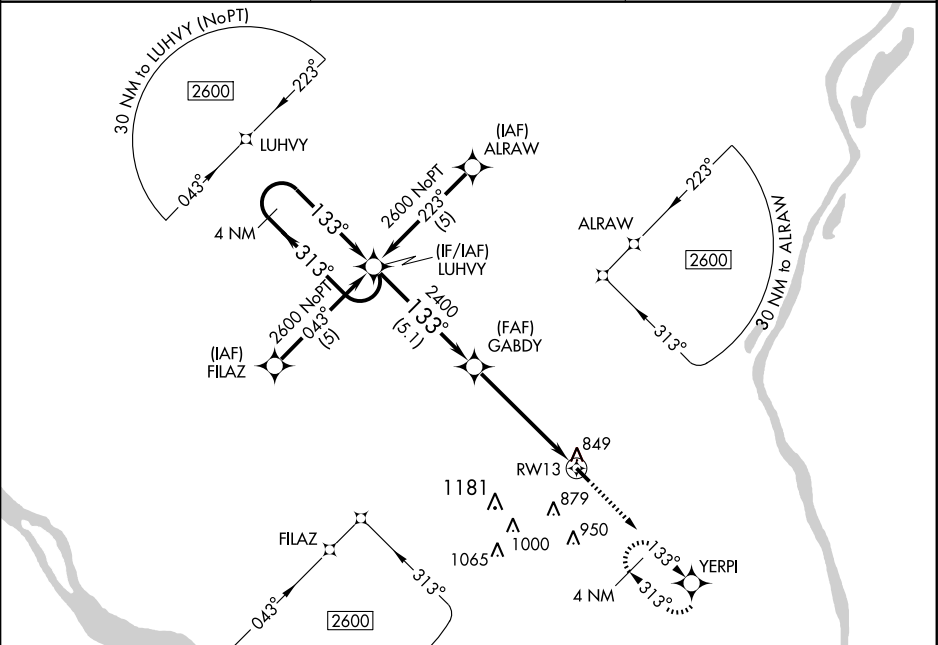 30 NM to LUHVY (NoPT)
2600
223°
LUHVY
043°
(IAF)
ALRAW
2600 NoPT
223°
(5)
133°
4 NM
313°
(IF/IAF)
LUHVY
2600 NoPT
043°
(5)
(IAF)
FILAZ
2400
133°
(5.1)
(FAF)
GABDY
223°
ALRAW
2600
313°
30 NM to ALRAW
849
RW13
1181
879
1000
950
1065
133°
YERPI
4 NM
313°
FILAZ
043°
313°
2600